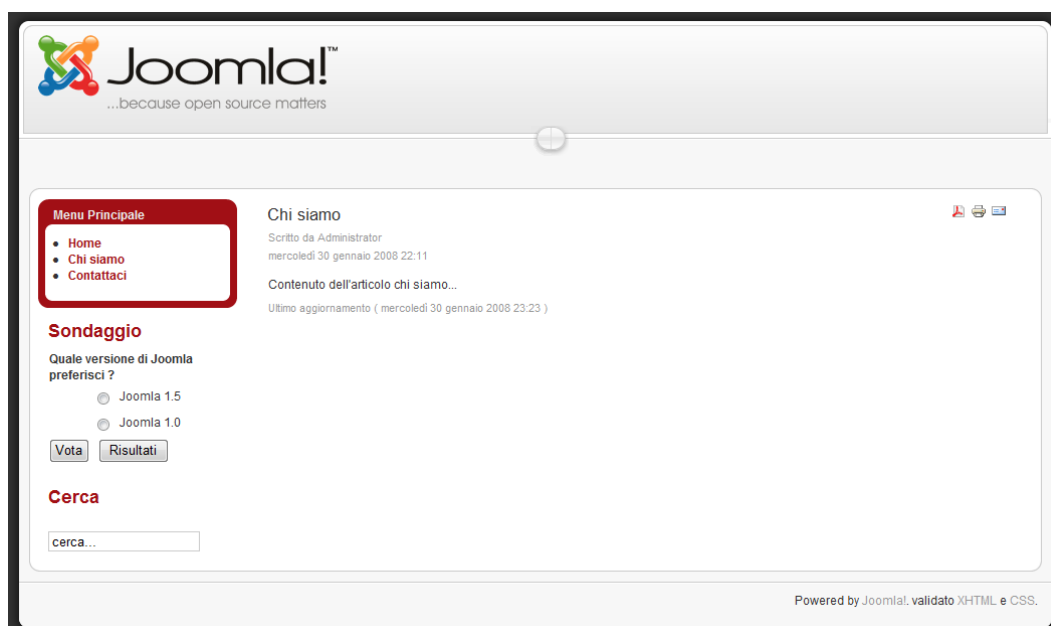 Joomla!™
...because open source matters
Menu Principale
Home
Chi siamo
Contattaci
Sondaggio
Quale versione di Joomla
preferisci ?
Joomla 1.5
Joomla 1.0
Vota Risultati
Cerca
cerca...
Chi siamo
Scritto da Administrator
mercoledì 30 gennaio 2008 22:11
Contenuto dell'articolo chi siamo...
Ultimo aggiornamento ( mercoledì 30 gennaio 2008 23:23 )
Powered by Joomla!. validato XHTML e CSS.